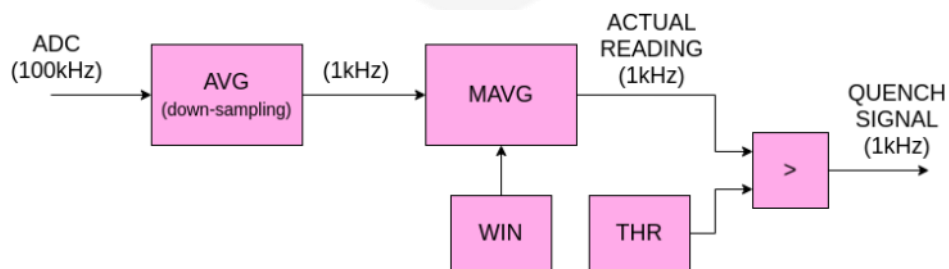 ADC
(100kHz)
AVG
(down-sampling)
(1kHz)
MAVG
ACTUAL
READING
(1kHz)
QUENCH
SIGNAL
(1kHz)
>
WIN
THR